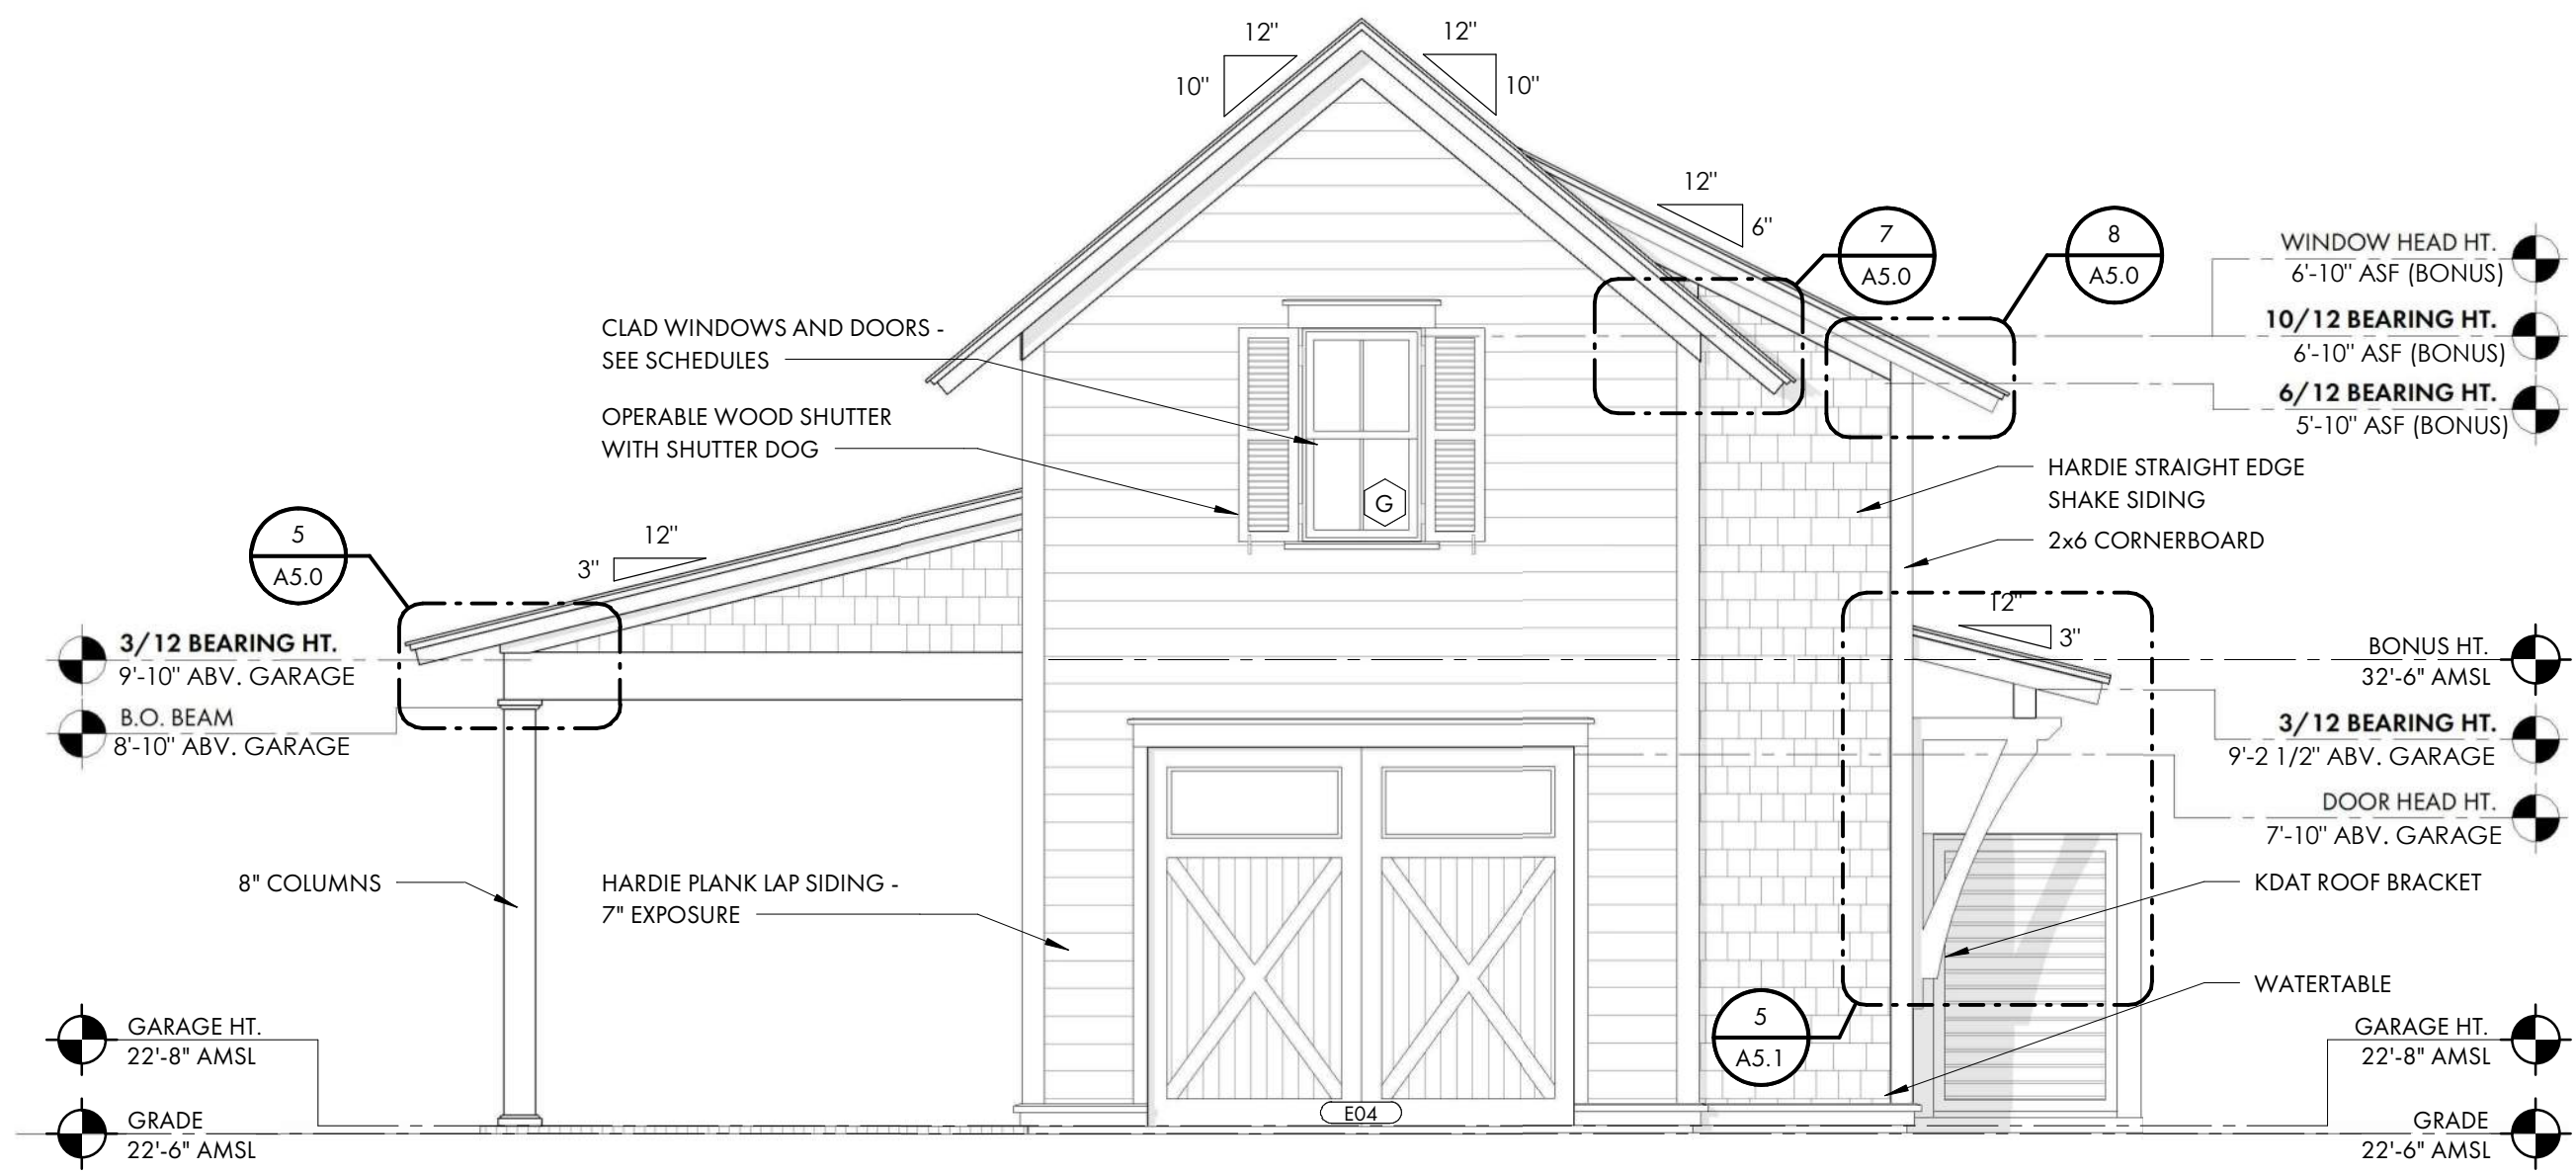 12"
12"
10"
10"
12"
6"
7
A5.0
8
A5.0
WINDOW HEAD HT.
6'-10" ASF (BONUS)
10/12 BEARING HT.
6'-10" ASF (BONUS)
6/12 BEARING HT.
5'-10" ASF (BONUS)
CLAD WINDOWS AND DOORS -
SEE SCHEDULES
OPERABLE WOOD SHUTTER
WITH SHUTTER DOG
G
HARDIE STRAIGHT EDGE
SHAKE SIDING
2x6 CORNERBOARD
5
A5.0
12"
3"
12"
3"
3/12 BEARING HT.
9'-10" ABV. GARAGE
B.O. BEAM
8'-10" ABV. GARAGE
BONUS HT.
32'-6" AMSL
3/12 BEARING HT.
9'-2 1/2" ABV. GARAGE
DOOR HEAD HT.
7'-10" ABV. GARAGE
8" COLUMNS
HARDIE PLANK LAP SIDING -
7" EXPOSURE
KDAT ROOF BRACKET
WATERTABLE
5
A5.1
GARAGE HT.
22'-8" AMSL
GRADE
22'-6" AMSL
E04
GARAGE HT.
22'-8" AMSL
GRADE
22'-6" AMSL